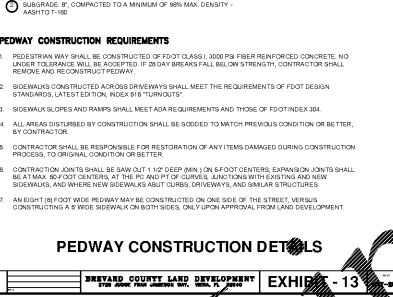 2 SUBGRADE: 8", COMPACTED TO A MINIMUM OF 98% MAX. DENSITY -
AASHTO T-180
PEDWAY CONSTRUCTION REQUIREMENTS
1. PEDESTRIAN WAY SHALL BE CONSTRUCTED OF FDOT CLASS I, 3000 PSI FIBER REINFORCED CONCRETE. NO
UNDER TOLERANCE WILL BE ACCEPTED. IF 28 DAY BREAKS FALL BELOW STRENGTH, CONTRACTOR SHALL
REMOVE AND RECONSTRUCT PEDWAY.
2. SIDEWALKS CONSTRUCTED ACROSS DRIVEWAYS SHALL MEET THE REQUIREMENTS OF FDOT DESIGN
STANDARDS, LATEST EDITION, INDEX 515 "TURNOUTS".
3. SIDEWALK SLOPES AND RAMPS SHALL MEET ADA REQUIREMENTS AND THOSE OF FDOT INDEX 304.
4. ALL AREAS DISTURBED BY CONSTRUCTION SHALL BE SODDED TO MATCH PREVIOUS CONDITION OR BETTER,
BY CONTRACTOR.
5. CONTRACTOR SHALL BE RESPONSIBLE FOR RESTORATION OF ANY ITEMS DAMAGED DURING CONSTRUCTION
PROCESS, TO ORIGINAL CONDITION OR BETTER.
6. CONTRACTION JOINTS SHALL BE SAW CUT 1 1/2" DEEP (MIN.) ON 5-FOOT CENTERS; EXPANSION JOINTS SHALL
BE AT MAX. 50-FOOT CENTERS, AT THE PC AND PT OF CURVES, JUNCTIONS WITH EXISTING AND NEW
SIDEWALKS, AND WHERE NEW SIDEWALKS ABUT CURBS, DRIVEWAYS, AND SIMILAR STRUCTURES.
7. AN EIGHT (8) FOOT WIDE PEDWAY MAY BE CONSTRUCTED ON ONE SIDE OF THE STREET, VERSUS
CONSTRUCTING A 5' WIDE SIDEWALK ON BOTH SIDES, ONLY UPON APPROVAL FROM LAND DEVELOPMENT.
PEDWAY CONSTRUCTION DETAILS
BREVARD COUNTY LAND DEVELOPMENT
2725 JUDGE FRAN JAMIESON WAY, VIERA, FL 32940
EXHIBIT - 13